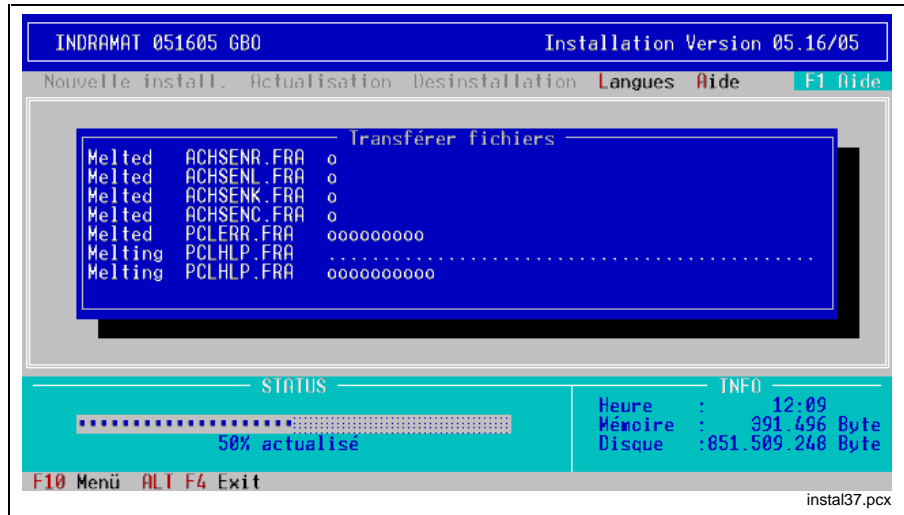 INDRAMAT 051605 GBO Installation Version 05.16/05
Nouvelle install. Actualisation Desinstallation Langues Aide F1 Aide
Transférer fichiers
Melted ACHSENR.FRA o
Melted ACHSENL.FRA o
Melted ACHSENK.FRA o
Melted ACHSENC.FRA o
Melted PCLERR.FRA ooooooooo
Melting PCLHLP.FRA ..............................................
Melting PCLHLP.FRA oooooooooo
STATUS INFO
Heure : 12:09
Mémoire : 391.496 Byte
50% actualisé Disque :851.509.248 Byte
F10 Menü ALT F4 Exit
instal37.pcx